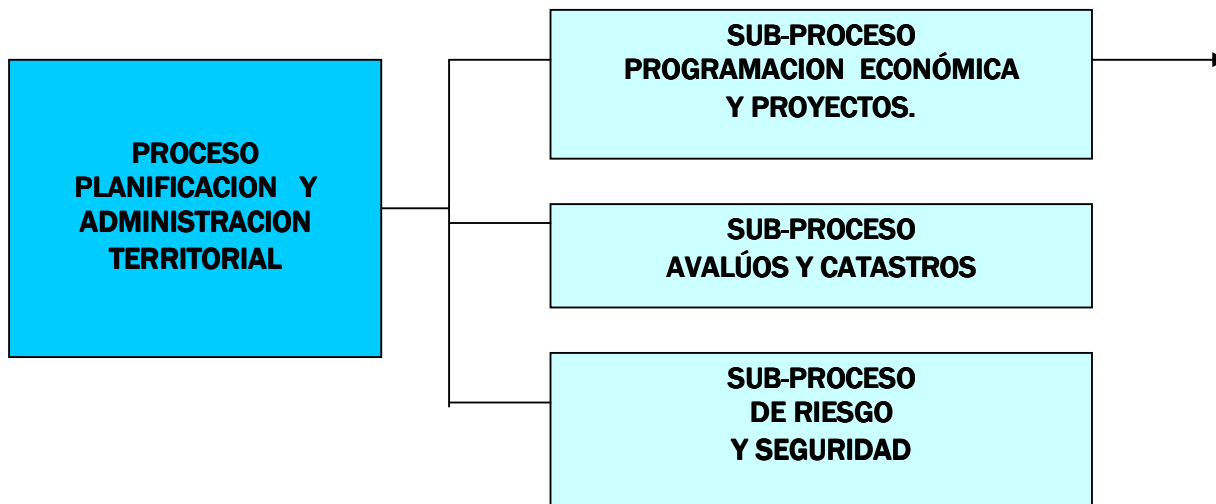 PROCESO
PLANIFICACION Y
ADMINISTRACION
TERRITORIAL
SUB-PROCESO
PROGRAMACION ECONÓMICA
Y PROYECTOS.
SUB-PROCESO
AVALÚOS Y CATASTROS
SUB-PROCESO
DE RIESGO
Y SEGURIDAD